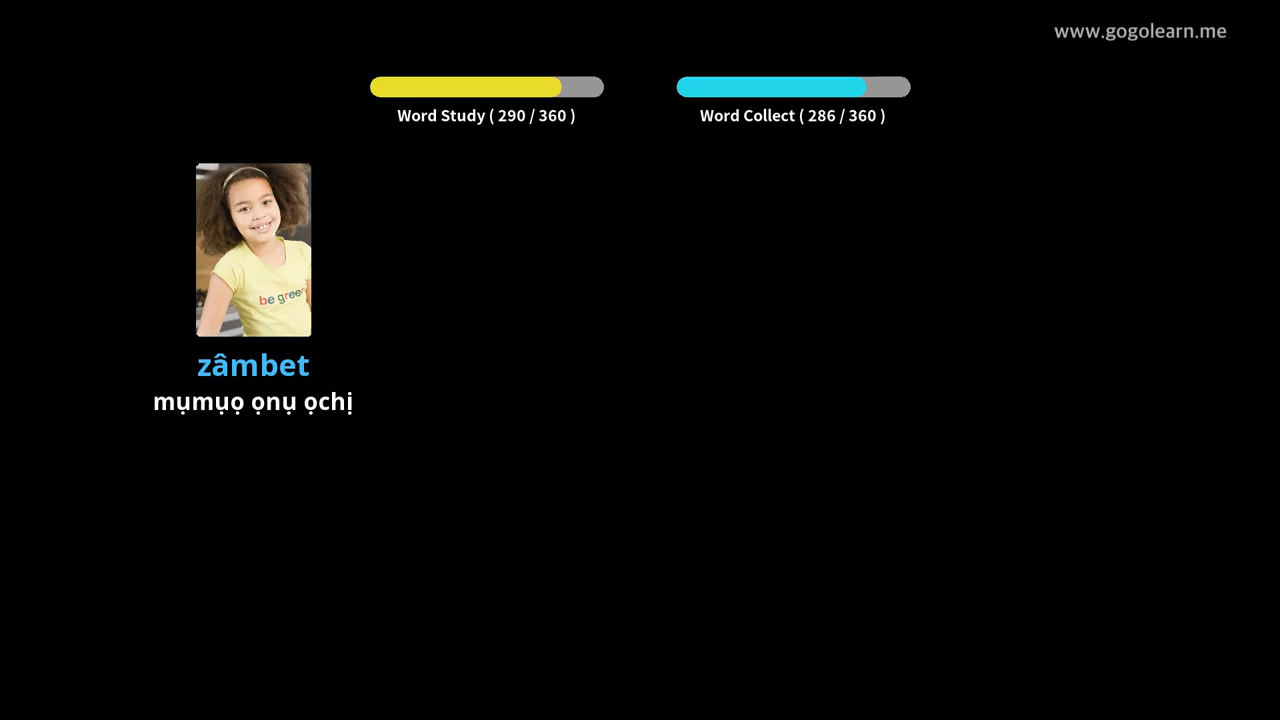 www.gogolearn.me
Word Study ( 290 / 360 )
Word Collect ( 286 / 360 )
be green
zâmbet
mụmụọ ọnụ ọchị